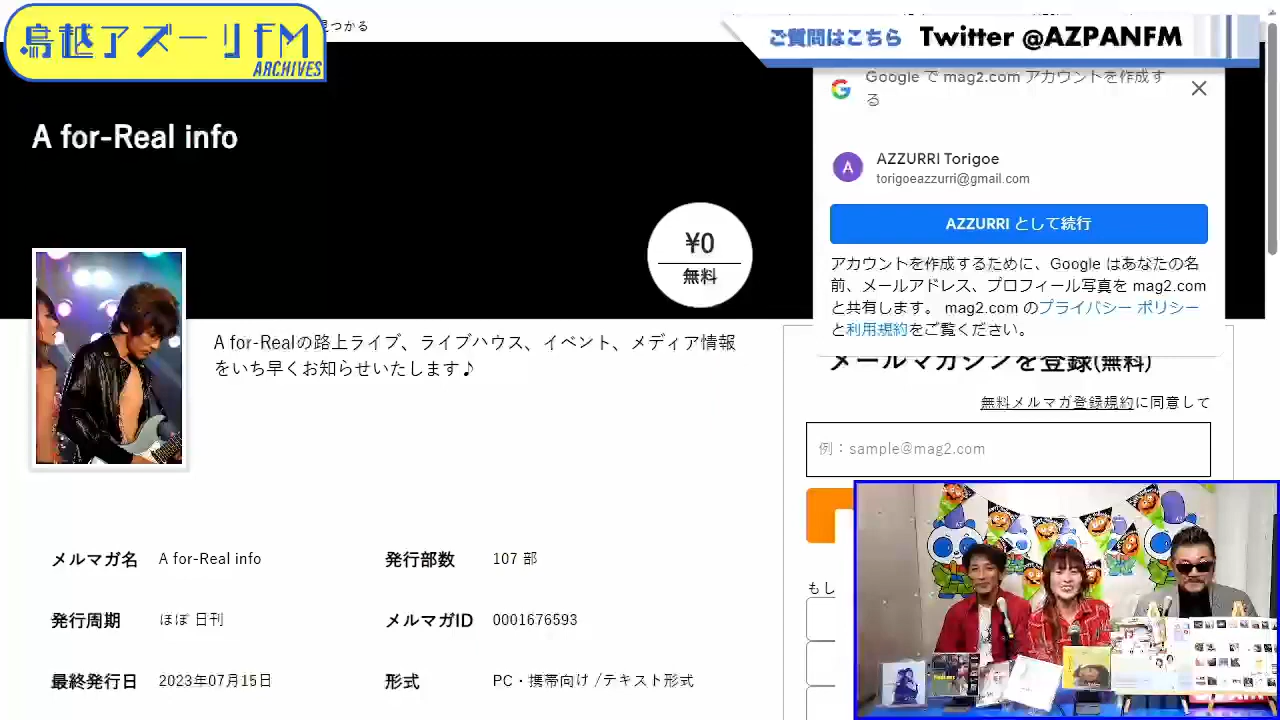 鳥越アズーリFM
ARCHIVES
つかる
ご質問はこちら Twitter @AZPANFM
A for-Real info
Google で mag2.com アカウントを作成す
る
AZZURRI Torigoe
torigoeazzurri@gmail.com
AZZURRI として続行
アカウントを作成するために、Google はあなたの名
前、メールアドレス、プロフィール写真を mag2.com
と共有します。 mag2.com のプライバシー ポリシー
と利用規約をご覧ください。
¥0
無料
A for-Realの路上ライブ、ライブハウス、イベント、メディア情報
をいち早くお知らせいたします♪
メールマガジンを登録(無料)
無料メルマガ登録規約に同意して
例：sample@mag2.com
もし
メルマガ名 A for-Real info
発行部数 107 部
発行周期 ほぼ 日刊
メルマガID 0001676593
最終発行日 2023年07月15日
形式 PC・携帯向け /テキスト形式